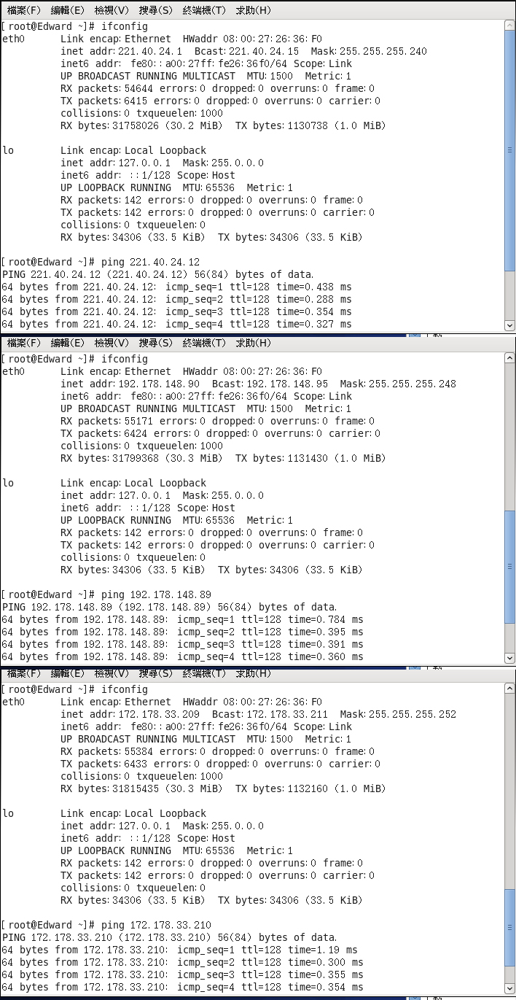 檔案(F) 編輯(E) 檢視(V) 搜尋(S) 終端機(T) 求助(H)
[root@Edward ~]# ifconfig
eth0 Link encap:Ethernet HWaddr 08:00:27:26:36:F0
inet addr:221.40.24.1 Bcast:221.40.24.15 Mask:255.255.255.240
inet6 addr: fe80::a00:27ff:fe26:36f0/64 Scope:Link
UP BROADCAST RUNNING MULTICAST MTU:1500 Metric:1
RX packets:54644 errors:0 dropped:0 overruns:0 frame:0
TX packets:6415 errors:0 dropped:0 overruns:0 carrier:0
collisions:0 txqueuelen:1000
RX bytes:31758026 (30.2 MiB) TX bytes:1130738 (1.0 MiB)
lo Link encap:Local Loopback
inet addr:127.0.0.1 Mask:255.0.0.0
inet6 addr: ::1/128 Scope:Host
UP LOOPBACK RUNNING MTU:65536 Metric:1
RX packets:142 errors:0 dropped:0 overruns:0 frame:0
TX packets:142 errors:0 dropped:0 overruns:0 carrier:0
collisions:0 txqueuelen:0
RX bytes:34306 (33.5 KiB) TX bytes:34306 (33.5 KiB)
[root@Edward ~]# ping 221.40.24.12
PING 221.40.24.12 (221.40.24.12) 56(84) bytes of data.
64 bytes from 221.40.24.12: icmp_seq=1 ttl=128 time=0.438 ms
64 bytes from 221.40.24.12: icmp_seq=2 ttl=128 time=0.288 ms
64 bytes from 221.40.24.12: icmp_seq=3 ttl=128 time=0.354 ms
64 bytes from 221.40.24.12: icmp_seq=4 ttl=128 time=0.327 ms
檔案(F) 編輯(E) 檢視(V) 搜尋(S) 終端機(T) 求助(H)
[root@Edward ~]# ifconfig
eth0 Link encap:Ethernet HWaddr 08:00:27:26:36:F0
inet addr:192.178.148.90 Bcast:192.178.148.95 Mask:255.255.255.248
inet6 addr: fe80::a00:27ff:fe26:36f0/64 Scope:Link
UP BROADCAST RUNNING MULTICAST MTU:1500 Metric:1
RX packets:55171 errors:0 dropped:0 overruns:0 frame:0
TX packets:6424 errors:0 dropped:0 overruns:0 carrier:0
collisions:0 txqueuelen:1000
RX bytes:31799368 (30.3 MiB) TX bytes:1131430 (1.0 MiB)
lo Link encap:Local Loopback
inet addr:127.0.0.1 Mask:255.0.0.0
inet6 addr: ::1/128 Scope:Host
UP LOOPBACK RUNNING MTU:65536 Metric:1
RX packets:142 errors:0 dropped:0 overruns:0 frame:0
TX packets:142 errors:0 dropped:0 overruns:0 carrier:0
collisions:0 txqueuelen:0
RX bytes:34306 (33.5 KiB) TX bytes:34306 (33.5 KiB)
[root@Edward ~]# ping 192.178.148.89
PING 192.178.148.89 (192.178.148.89) 56(84) bytes of data.
64 bytes from 192.178.148.89: icmp_seq=1 ttl=128 time=0.784 ms
64 bytes from 192.178.148.89: icmp_seq=2 ttl=128 time=0.395 ms
64 bytes from 192.178.148.89: icmp_seq=3 ttl=128 time=0.391 ms
64 bytes from 192.178.148.89: icmp_seq=4 ttl=128 time=0.360 ms
檔案(F) 編輯(E) 檢視(V) 搜尋(S) 終端機(T) 求助(H)
[root@Edward ~]# ifconfig
eth0 Link encap:Ethernet HWaddr 08:00:27:26:36:F0
inet addr:172.178.33.209 Bcast:172.178.33.211 Mask:255.255.255.252
inet6 addr: fe80::a00:27ff:fe26:36f0/64 Scope:Link
UP BROADCAST RUNNING MULTICAST MTU:1500 Metric:1
RX packets:55384 errors:0 dropped:0 overruns:0 frame:0
TX packets:6433 errors:0 dropped:0 overruns:0 carrier:0
collisions:0 txqueuelen:1000
RX bytes:31815435 (30.3 MiB) TX bytes:1132160 (1.0 MiB)
lo Link encap:Local Loopback
inet addr:127.0.0.1 Mask:255.0.0.0
inet6 addr: ::1/128 Scope:Host
UP LOOPBACK RUNNING MTU:65536 Metric:1
RX packets:142 errors:0 dropped:0 overruns:0 frame:0
TX packets:142 errors:0 dropped:0 overruns:0 carrier:0
collisions:0 txqueuelen:0
RX bytes:34306 (33.5 KiB) TX bytes:34306 (33.5 KiB)
[root@Edward ~]# ping 172.178.33.210
PING 172.178.33.210 (172.178.33.210) 56(84) bytes of data.
64 bytes from 172.178.33.210: icmp_seq=1 ttl=128 time=1.19 ms
64 bytes from 172.178.33.210: icmp_seq=2 ttl=128 time=0.300 ms
64 bytes from 172.178.33.210: icmp_seq=3 ttl=128 time=0.355 ms
64 bytes from 172.178.33.210: icmp_seq=4 ttl=128 time=0.354 ms